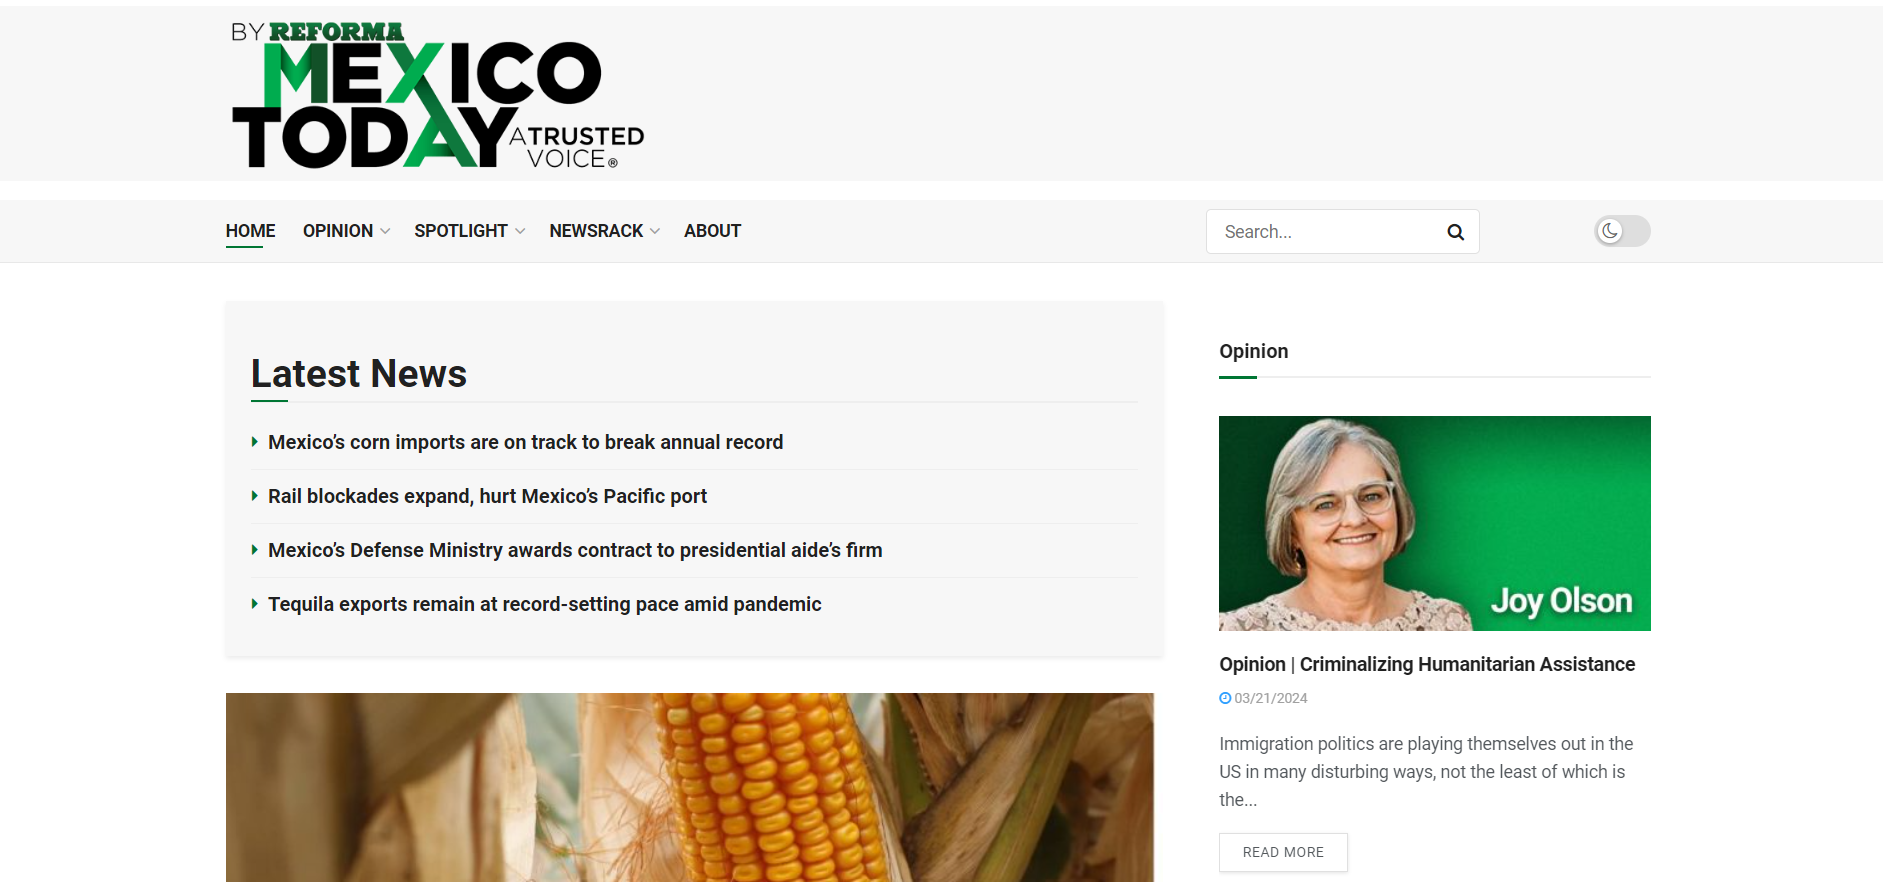 BY REFORMA
MEXICO
TODAY A TRUSTED
VOICE®
HOME OPINION SPOTLIGHT NEWSRACK ABOUT Search...
Latest News
Mexico’s corn imports are on track to break annual record
Rail blockades expand, hurt Mexico’s Pacific port
Mexico’s Defense Ministry awards contract to presidential aide’s firm
Tequila exports remain at record-setting pace amid pandemic
Opinion
Joy Olson
Opinion | Criminalizing Humanitarian Assistance
03/21/2024
Immigration politics are playing themselves out in the
US in many disturbing ways, not the least of which is
the...
READ MORE